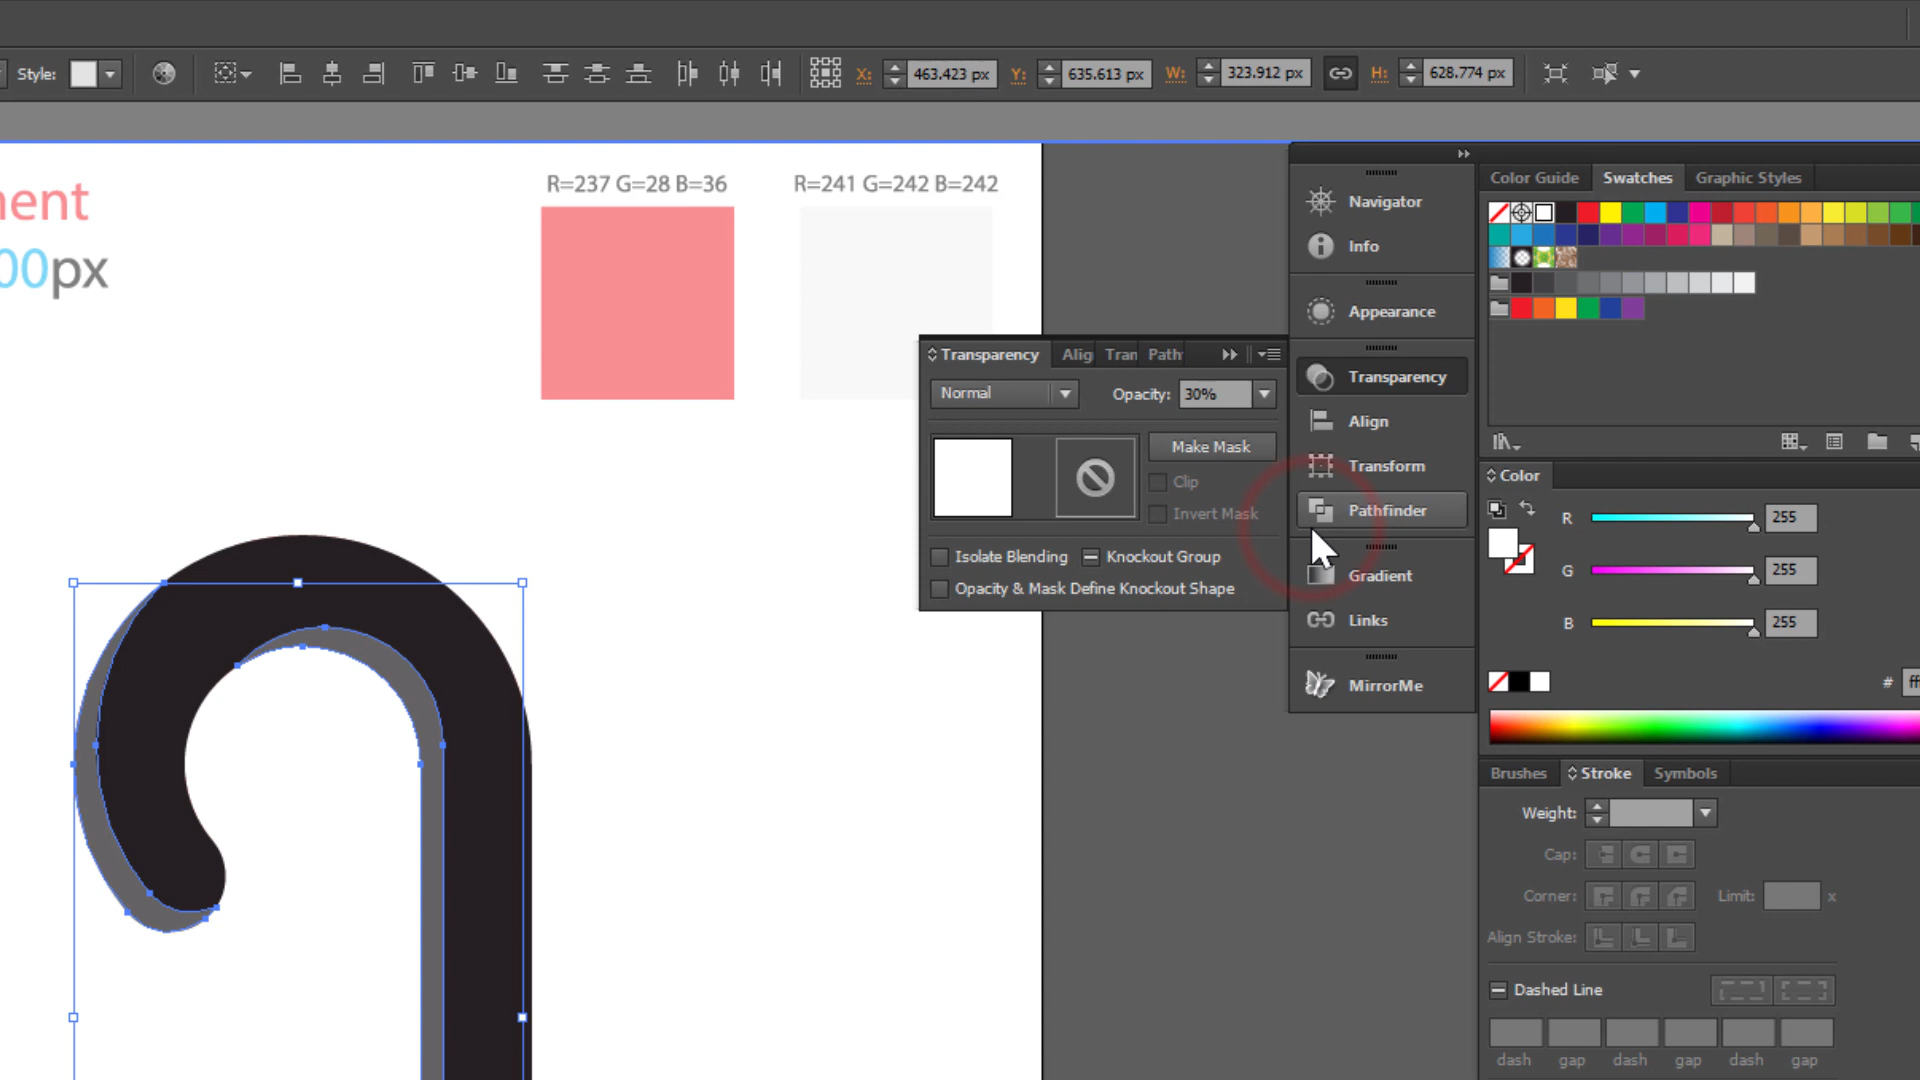 Style:
X: 463.423 px Y: 635.613 px W: 323.912 px H: 628.774 px
ment
00px
R=237 G=28 B=36
R=241 G=242 B=242
Transparency Alig Tran Path
Normal Opacity: 30%
Make Mask
Clip
Invert Mask
Isolate Blending Knockout Group
Opacity & Mask Define Knockout Shape
Navigator
Info
Appearance
Transparency
Align
Transform
Pathfinder
Gradient
Links
MirrorMe
Color Guide Swatches Graphic Styles
Color
R 255
G 255
B 255
# ff
Brushes Stroke Symbols
Weight:
Cap:
Corner: Limit: x
Align Stroke:
Dashed Line
dash gap dash gap dash gap